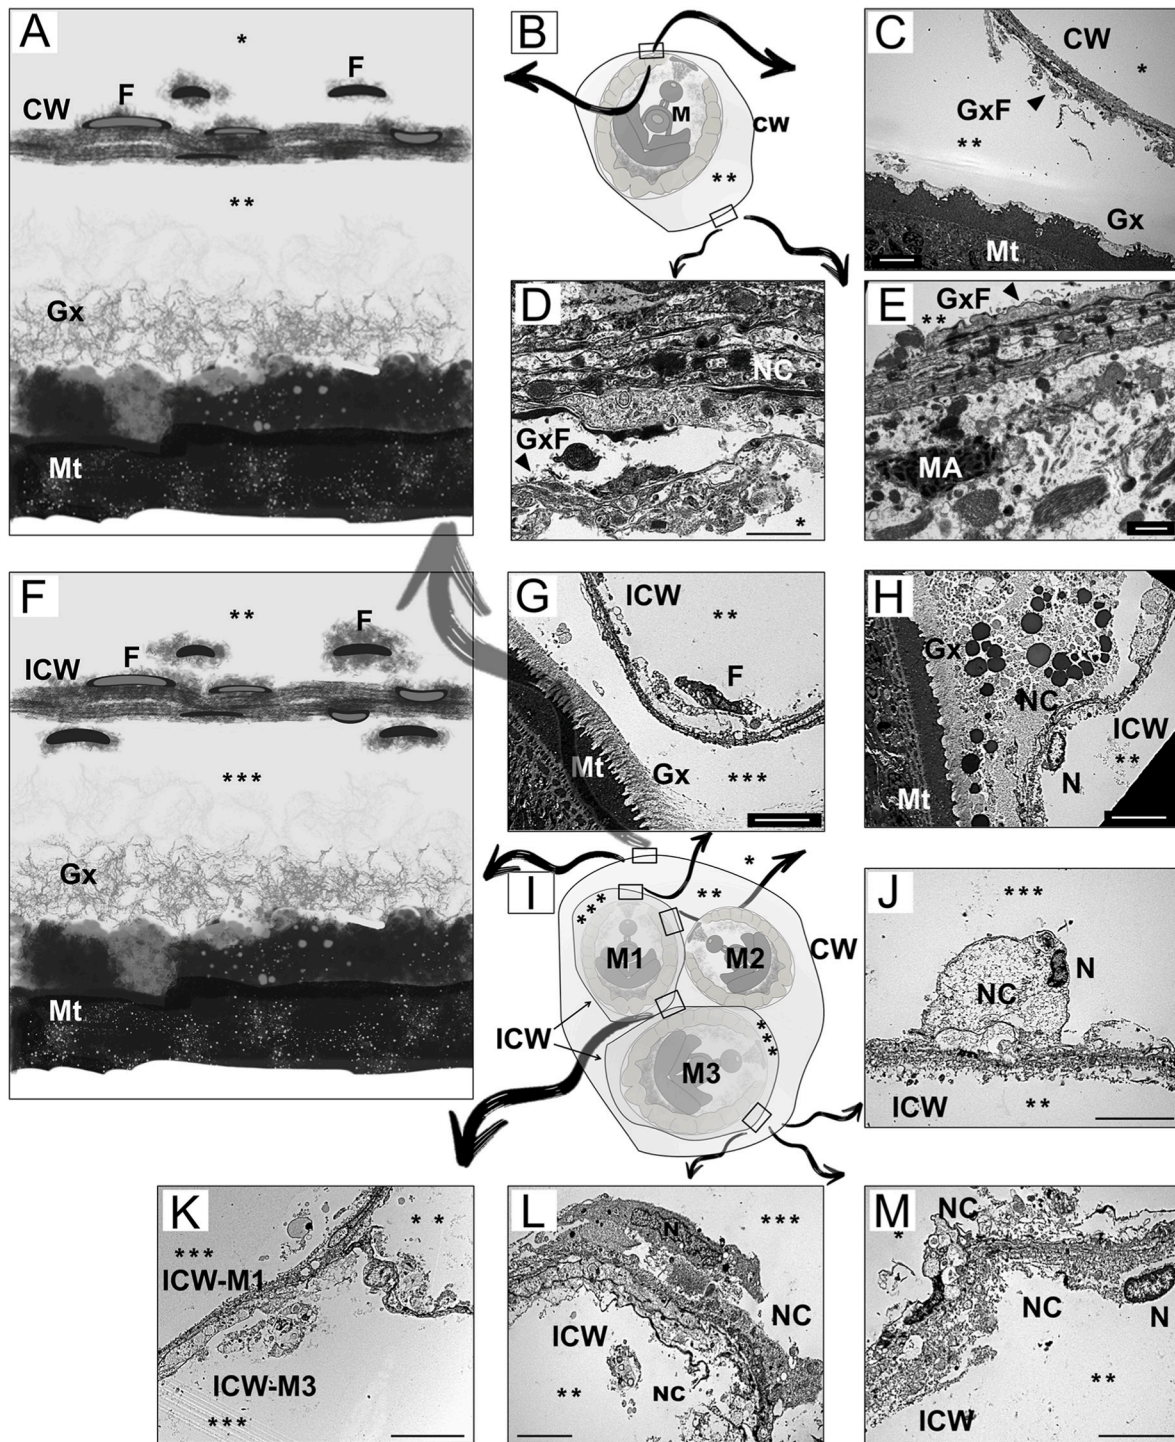 A
*
F
F
CW
**
Gx
Mt
B
M
CW
**
C
CW
*
GxF
**
Gx
Mt
D
NC
GxF
*
E
GxF
**
MA
F
**
F
F
ICW
***
Gx
Mt
G
ICW
**
F
Mt
Gx
***
H
Gx
NC
ICW
**
N
Mt
I
*
**
***
M1
M2
CW
ICW
***
M3
J
***
N
NC
ICW
**
K
**
***
ICW-M1
ICW-M3
***
L
N
***
NC
ICW
**
NC
M
NC
*
NC
N
**
ICW